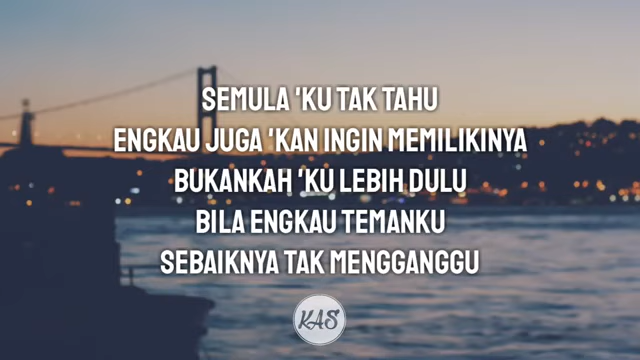 SEMULA 'KU TAK TAHU
ENGKAU JUGA 'KAN INGIN MEMILIKINYA
BUKANKAH 'KU LEBIH DULU
BILA ENGKAU TEMANKU
SEBAIKNYA TAK MENGGANGGU
KAS